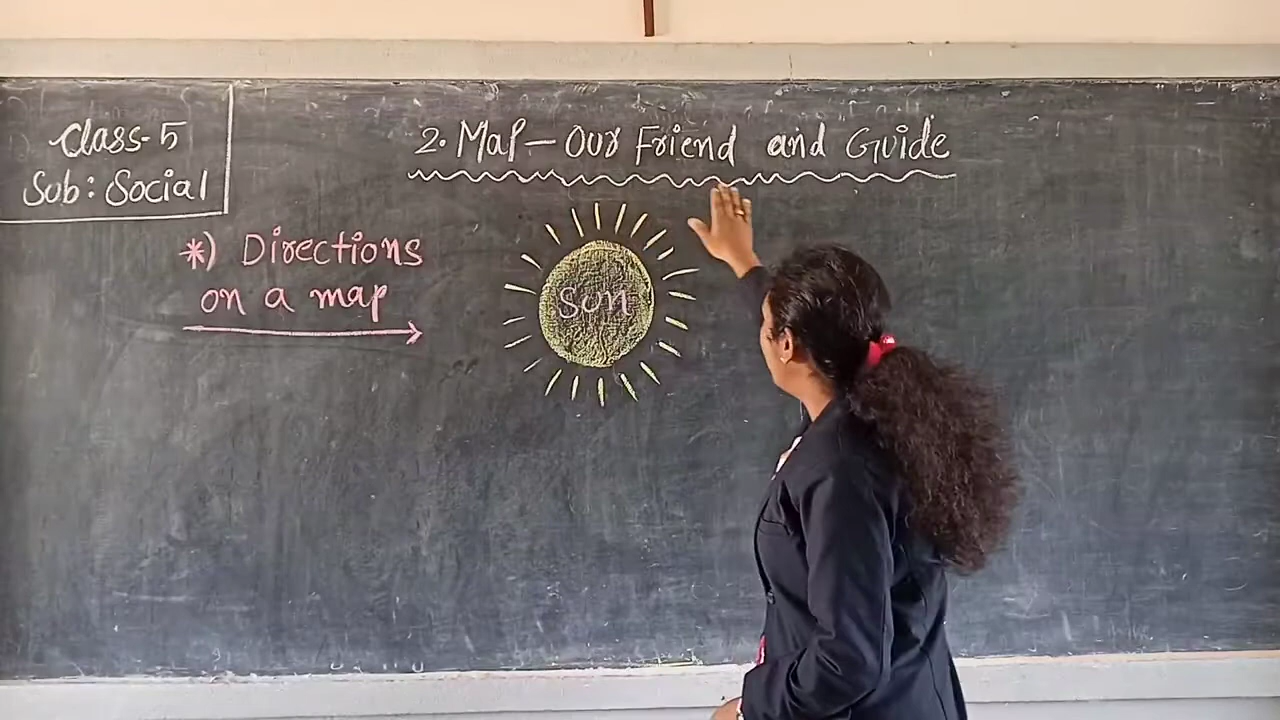 Class-5
Sub: Social
2. Map - Our Friend and Guide
*) Directions
on a map
Sun